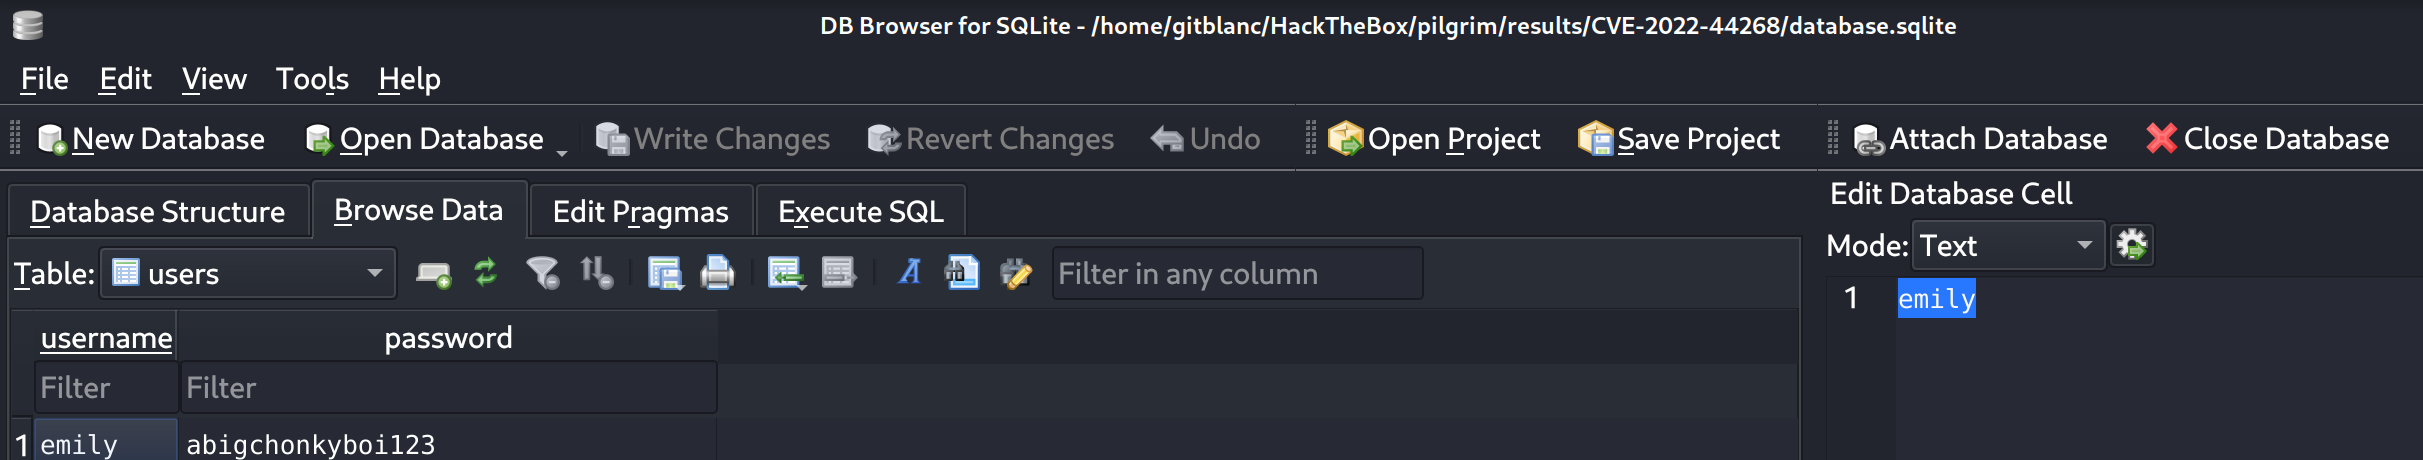 DB Browser for SQLite - /home/gitblanc/HackTheBox/pilgrim/results/CVE-2022-44268/database.sqlite
File Edit View Tools Help
New Database Open Database Write Changes Revert Changes Undo Open Project Save Project Attach Database Close Database
Database Structure Browse Data Edit Pragmas Execute SQL
Edit Database Cell
Table: users Filter in any column
Mode: Text
1 emily
username password
Filter Filter
1 emily abigchonkyboi123